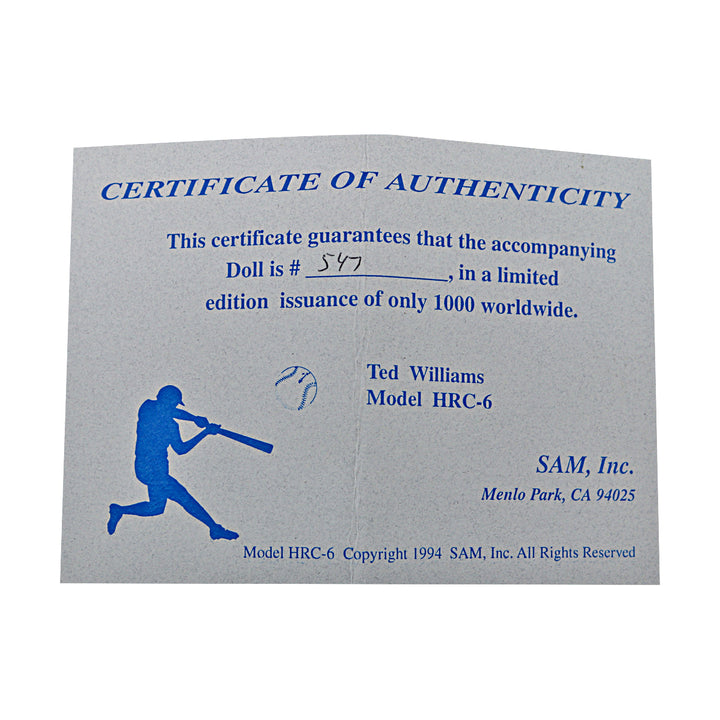 CERTIFICATE OF AUTHENTICITY
This certificate guarantees that the accompanying
Doll is # 547, in a limited
edition issuance of only 1000 worldwide.
Ted Williams
Model HRC-6
SAM, Inc.
Menlo Park, CA 94025
Model HRC-6 Copyright 1994 SAM, Inc. All Rights Reserved